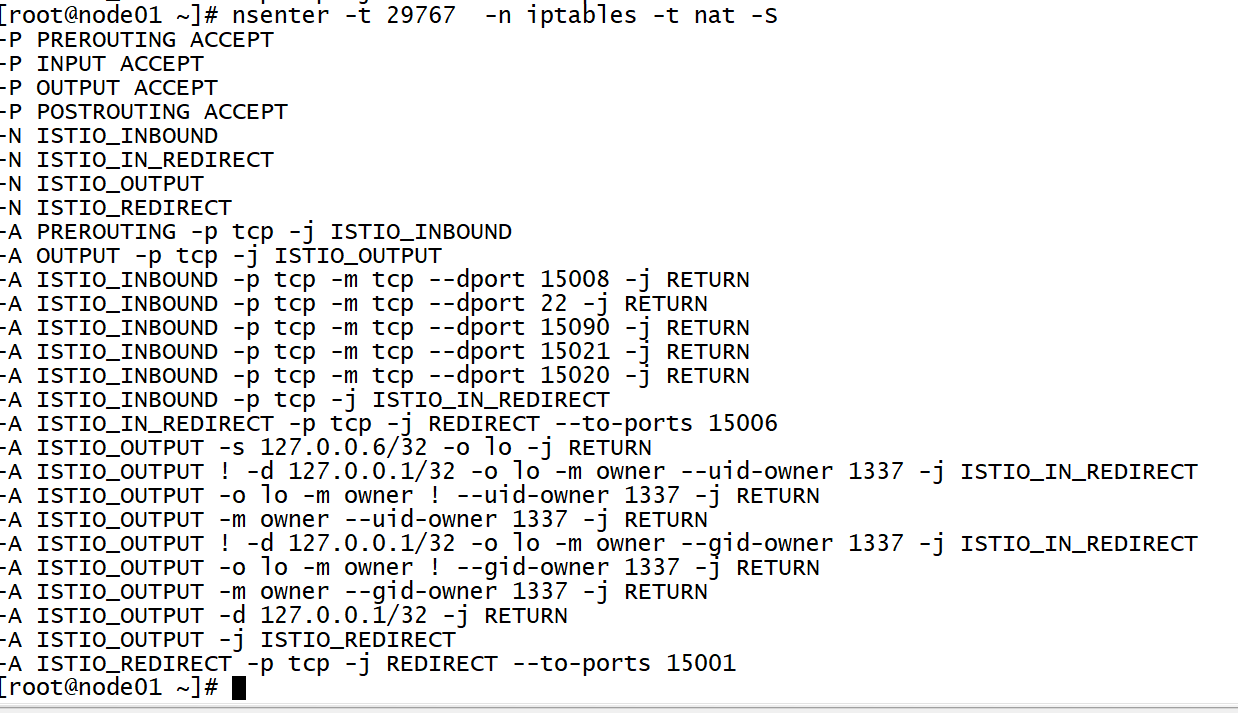 [root@node01 ~]# nsenter -t 29767  -n iptables -t nat -S
-P PREROUTING ACCEPT
-P INPUT ACCEPT
-P OUTPUT ACCEPT
-P POSTROUTING ACCEPT
-N ISTIO_INBOUND
-N ISTIO_IN_REDIRECT
-N ISTIO_OUTPUT
-N ISTIO_REDIRECT
-A PREROUTING -p tcp -j ISTIO_INBOUND
-A OUTPUT -p tcp -j ISTIO_OUTPUT
-A ISTIO_INBOUND -p tcp -m tcp --dport 15008 -j RETURN
-A ISTIO_INBOUND -p tcp -m tcp --dport 22 -j RETURN
-A ISTIO_INBOUND -p tcp -m tcp --dport 15090 -j RETURN
-A ISTIO_INBOUND -p tcp -m tcp --dport 15021 -j RETURN
-A ISTIO_INBOUND -p tcp -m tcp --dport 15020 -j RETURN
-A ISTIO_INBOUND -p tcp -j ISTIO_IN_REDIRECT
-A ISTIO_IN_REDIRECT -p tcp -j REDIRECT --to-ports 15006
-A ISTIO_OUTPUT -s 127.0.0.6/32 -o lo -j RETURN
-A ISTIO_OUTPUT ! -d 127.0.0.1/32 -o lo -m owner --uid-owner 1337 -j ISTIO_IN_REDIRECT
-A ISTIO_OUTPUT -o lo -m owner ! --uid-owner 1337 -j RETURN
-A ISTIO_OUTPUT -m owner --uid-owner 1337 -j RETURN
-A ISTIO_OUTPUT ! -d 127.0.0.1/32 -o lo -m owner --gid-owner 1337 -j ISTIO_IN_REDIRECT
-A ISTIO_OUTPUT -o lo -m owner ! --gid-owner 1337 -j RETURN
-A ISTIO_OUTPUT -m owner --gid-owner 1337 -j RETURN
-A ISTIO_OUTPUT -d 127.0.0.1/32 -j RETURN
-A ISTIO_OUTPUT -j ISTIO_REDIRECT
-A ISTIO_REDIRECT -p tcp -j REDIRECT --to-ports 15001
[root@node01 ~]#